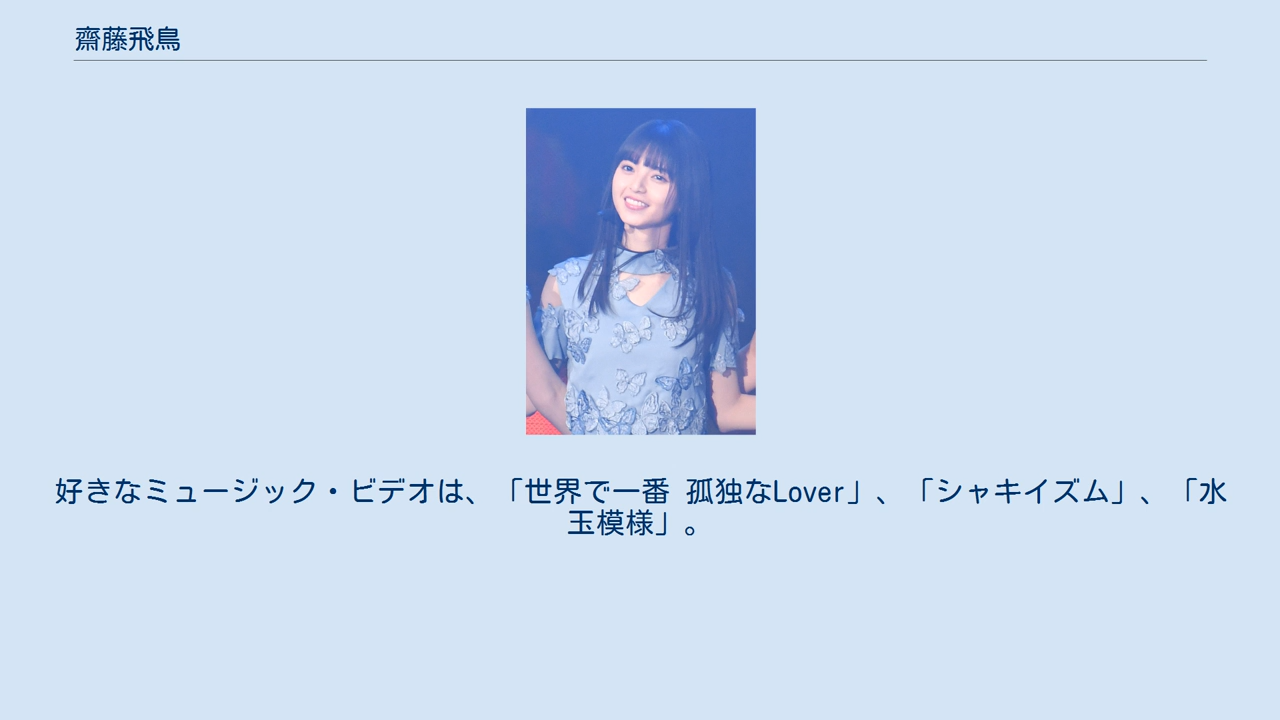 齋藤飛鳥
好きなミュージック・ビデオは、「世界で一番 孤独なLover」、「シャキイズム」、「水
玉模様」。